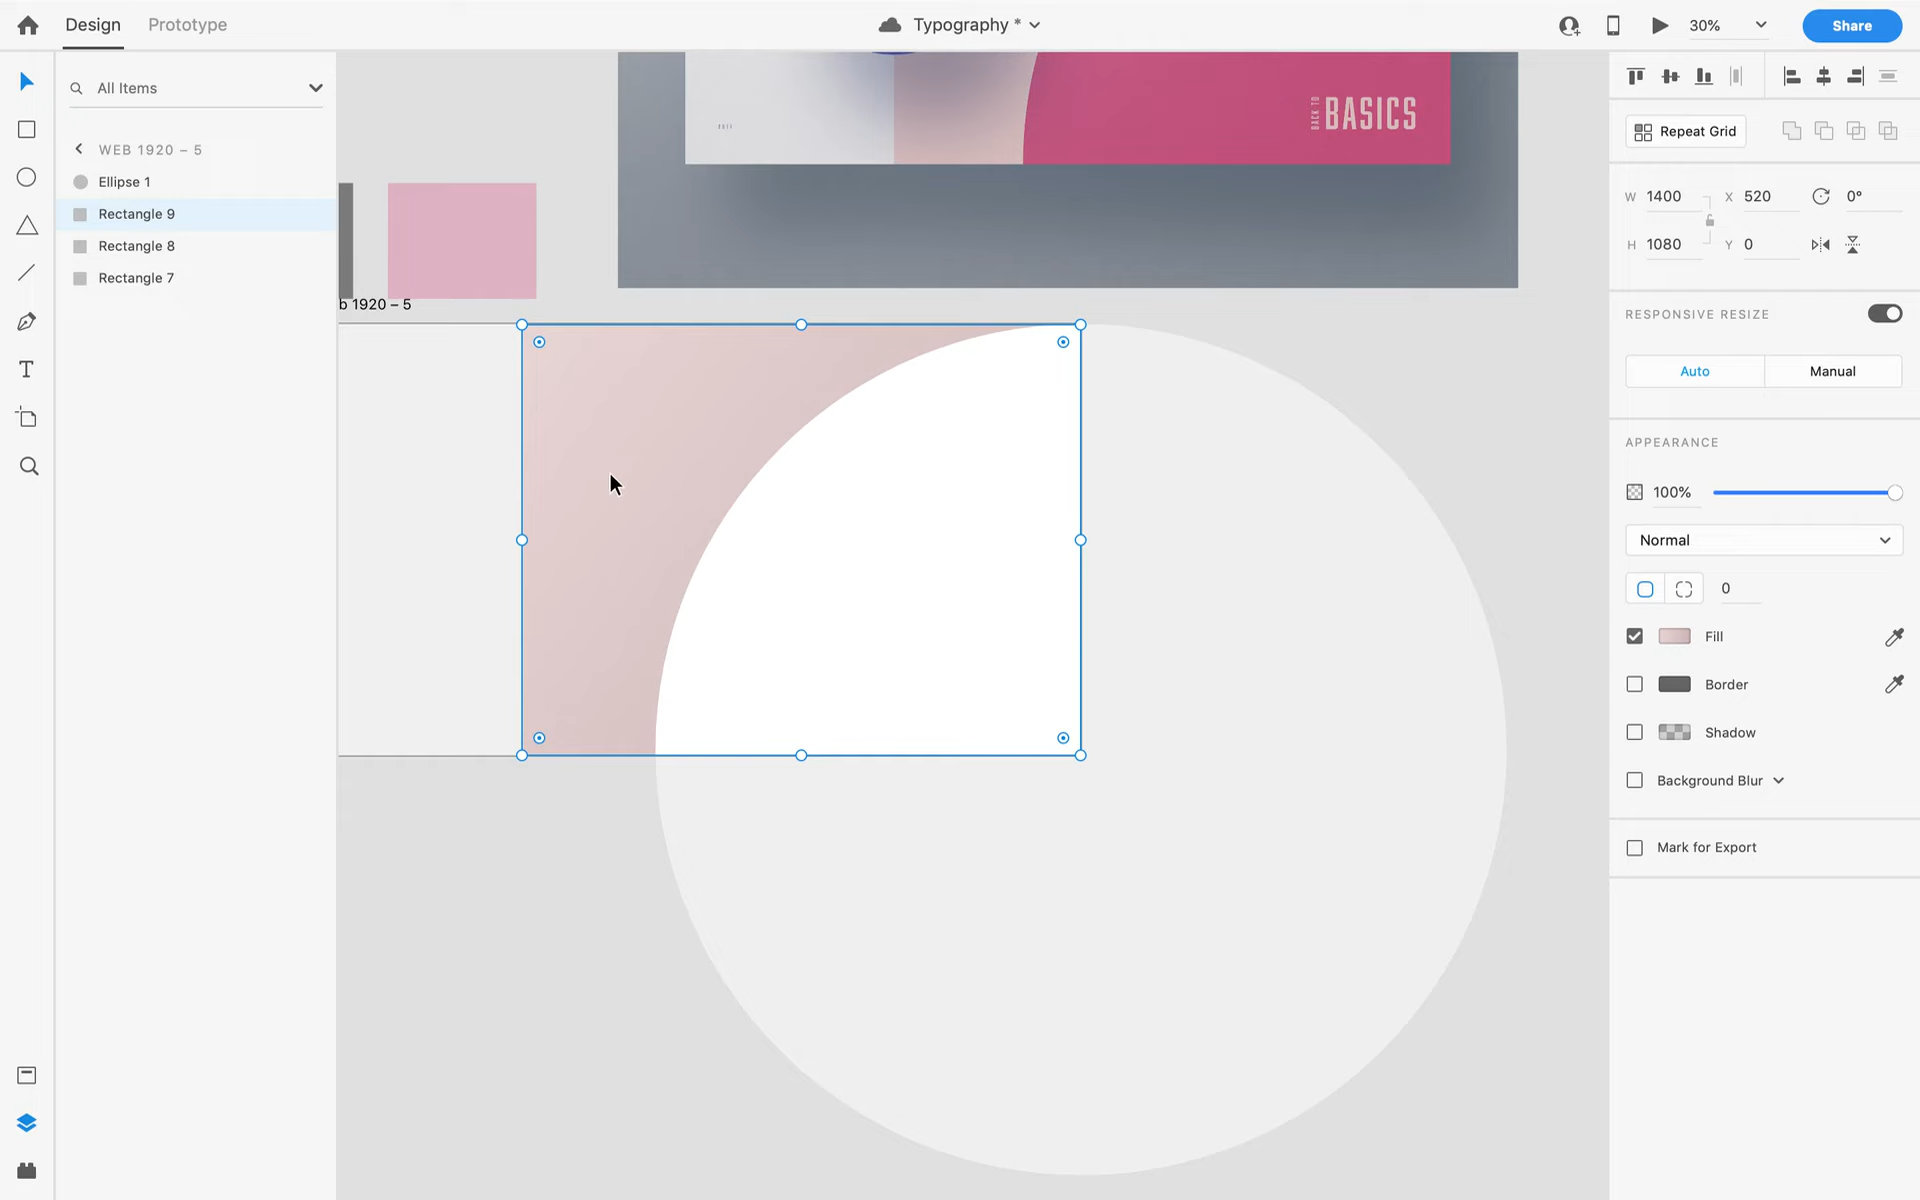 Design
Prototype
Typography *
30%
Share
All Items
WEB 1920 – 5
Ellipse 1
Rectangle 9
Rectangle 8
Rectangle 7
BACK TO
BASICS
b 1920 – 5
Repeat Grid
W 1400
X 520
0°
H 1080
Y 0
RESPONSIVE RESIZE
Auto
Manual
APPEARANCE
100%
Normal
0
Fill
Border
Shadow
Background Blur
Mark for Export